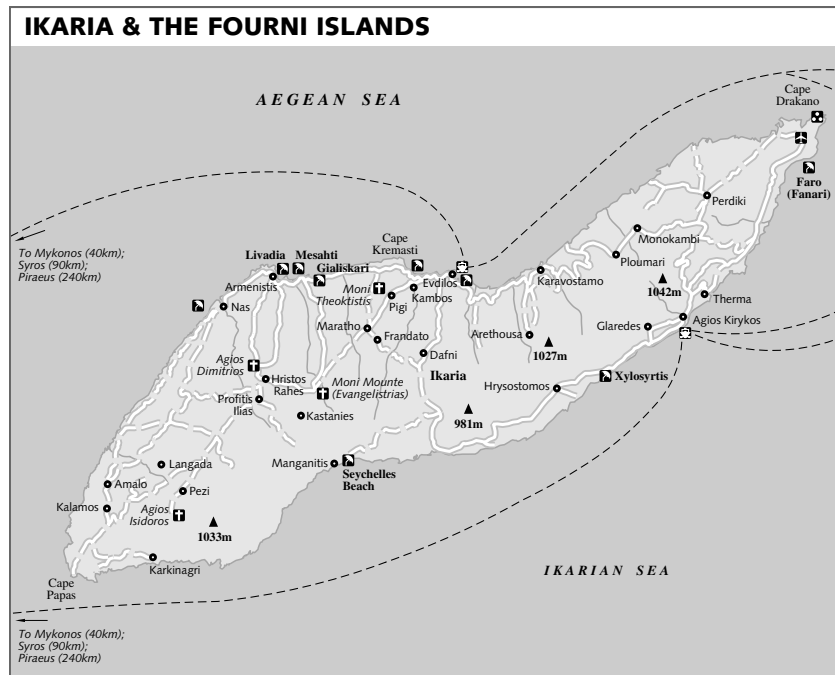 IKARIA & THE FOURNI ISLANDS
AEGEAN SEA
Cape
Drakano
Faro
(Fanari)
Perdiki
To Mykonos (40km);
Syros (90km);
Piraeus (240km)
Monokambi
Cape
Kremasti
Livadia
Mesahti
Gialiskari
Ploumari
Armenistis
Moni
Theoktistis
Evdilos
Karavostamo
1042m
Kambos
Pigi
Therma
Nas
Agios Kirykos
Maratho
Frandato
Arethousa
Glaredes
1027m
Dafni
Agios
Dimitrios
Ikaria
Hristos
Rahes
Moni Mounte
(Evangelistrias)
Hrysostomos
Xylosyrtis
Profitis
Ilias
Kastanies
981m
Langada
Manganitis
Seychelles
Beach
Amalo
Pezi
Kalamos
Agios
Isidoros
1033m
Karkinagri
IKARIAN SEA
Cape
Papas
To Mykonos (40km);
Syros (90km);
Piraeus (240km)